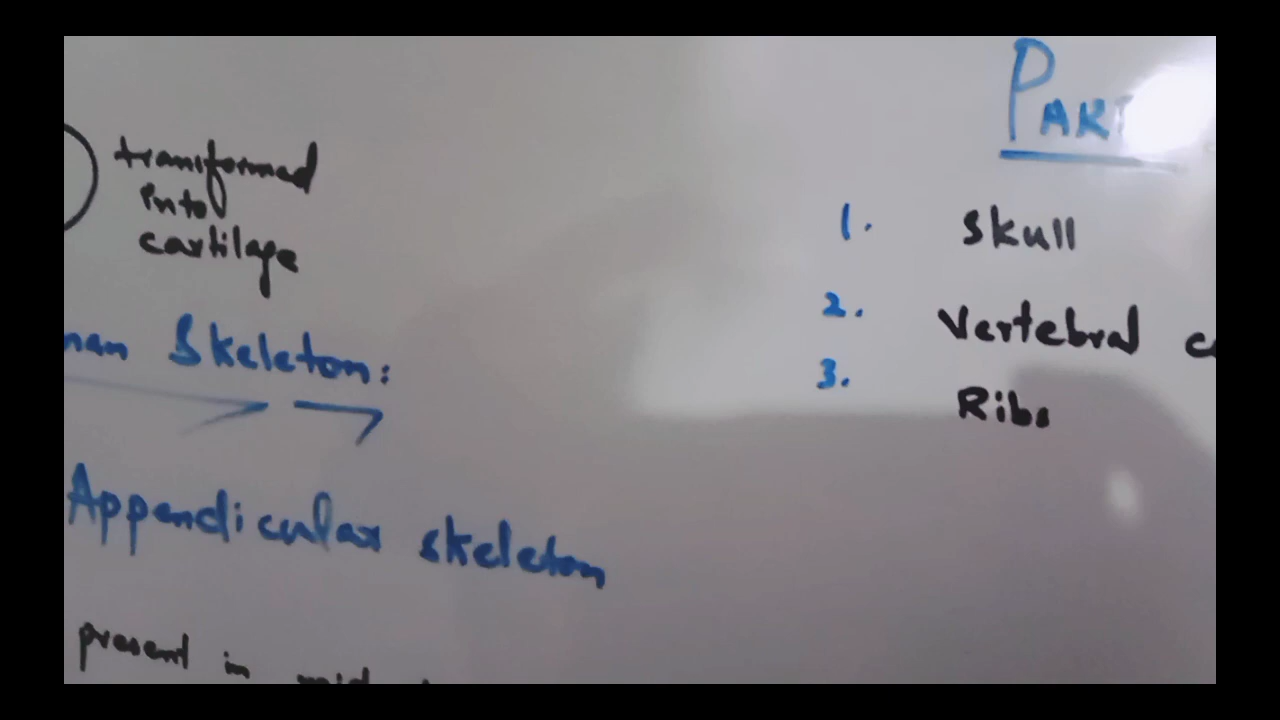 transformed
into
cartilage
Skeleton:
Appendicular skeleton
present in
PAR
1. Skull
2. Vertebral
3. Ribs